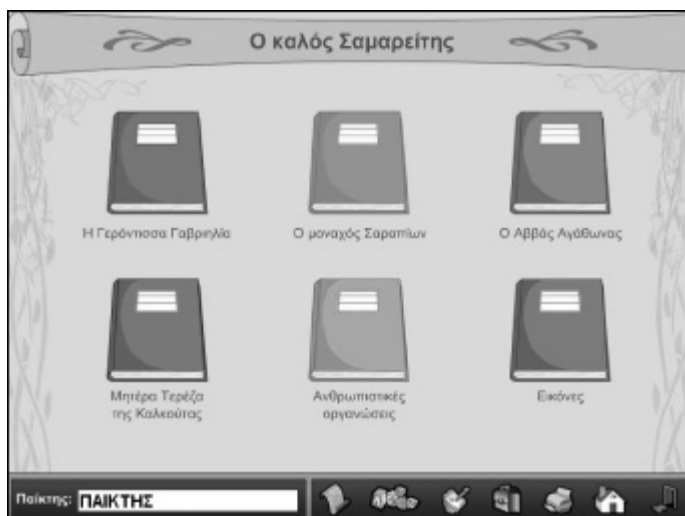 Ο καλός Σαμαρείτης
Η Γερόντισσα Γαβριηλία
Ο μοναχός Σαραπίων
Ο Αββάς Αγάθωνας
Μητέρα Τερέζα
της Καλκούτας
Ανθρωπιστικές
οργανώσεις
Εικόνες
Παίκτης: ΠΑΙΚΤΗΣ